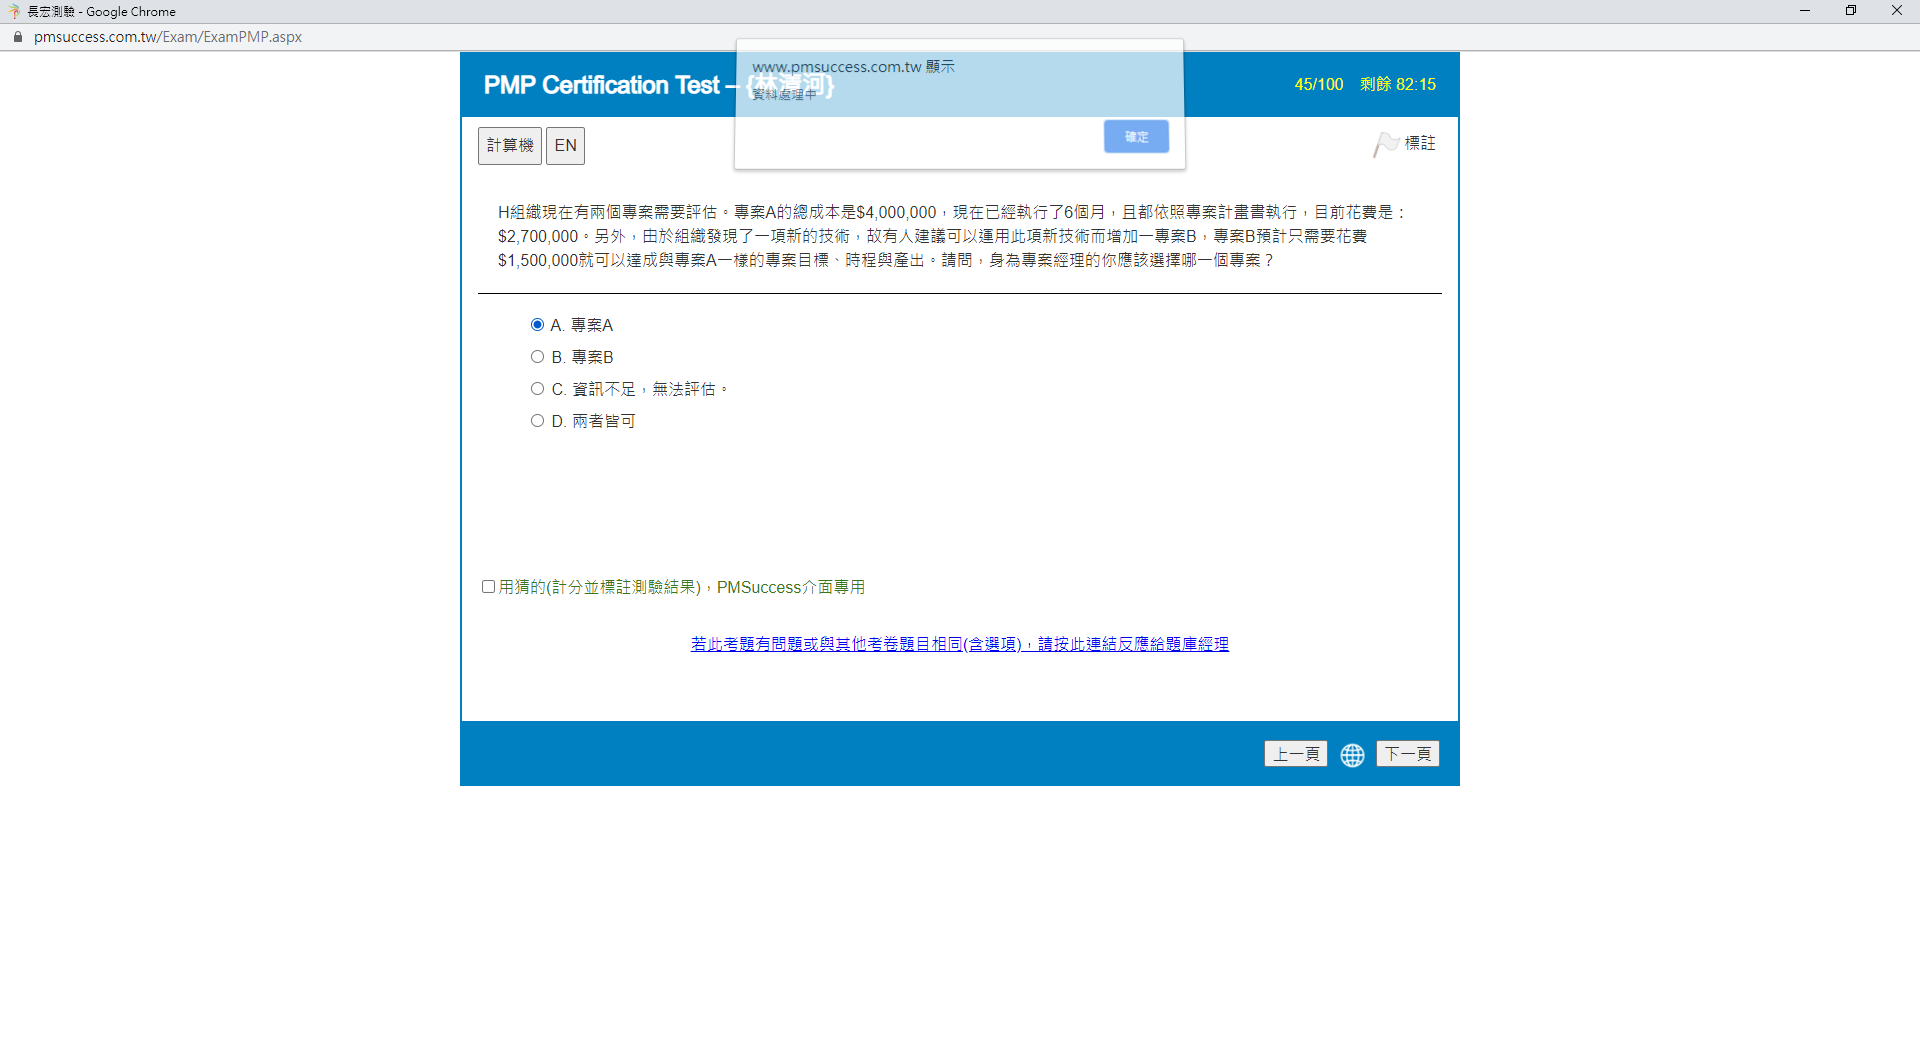 長宏測驗 - Google Chrome
pmsuccess.com.tw/Exam/ExamPMP.aspx
www.pmsuccess.com.tw 顯示
PMP Certification Test – {林清河}
資料處理中
45/100 剩餘 82:15
確定
計算機 EN
標註
H組織現在有兩個專案需要評估。專案A的總成本是$4,000,000，現在已經執行了6個月，且都依照專案計畫書執行，目前花費是：
$2,700,000。另外，由於組織發現了一項新的技術，故有人建議可以運用此項新技術而增加一專案B，專案B預計只需要花費
$1,500,000就可以達成與專案A一樣的專案目標、時程與產出。請問，身為專案經理的你應該選擇哪一個專案？
A. 專案A
B. 專案B
C. 資訊不足，無法評估。
D. 兩者皆可
用猜的(計分並標註測驗結果)，PMSuccess介面專用
若此考題有問題或與其他考卷題目相同(含選項)，請按此連結反應給題庫經理
上一頁 下一頁